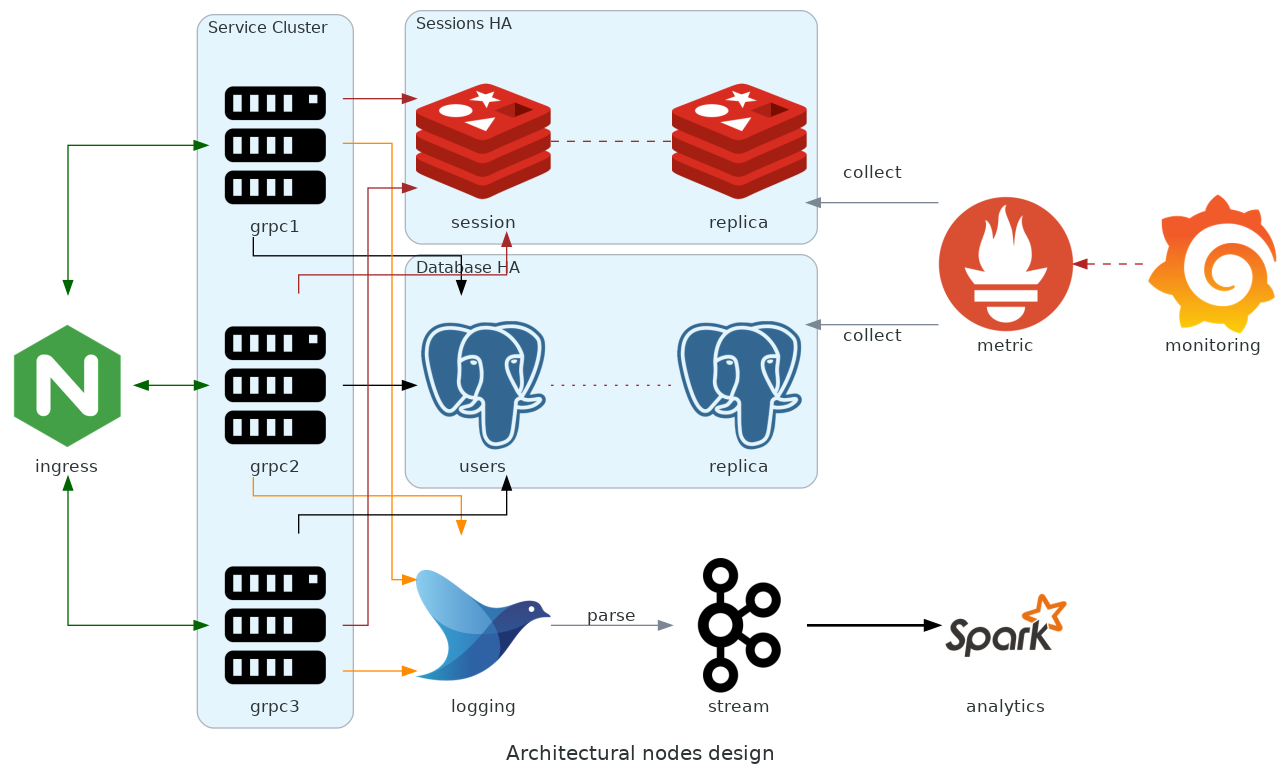 Service Cluster
Sessions HA
grpc1
session
replica
collect
Database HA
collect
metric
monitoring
N
ingress
grpc2
users
replica
parse
Spark
grpc3
logging
stream
analytics
Architectural nodes design